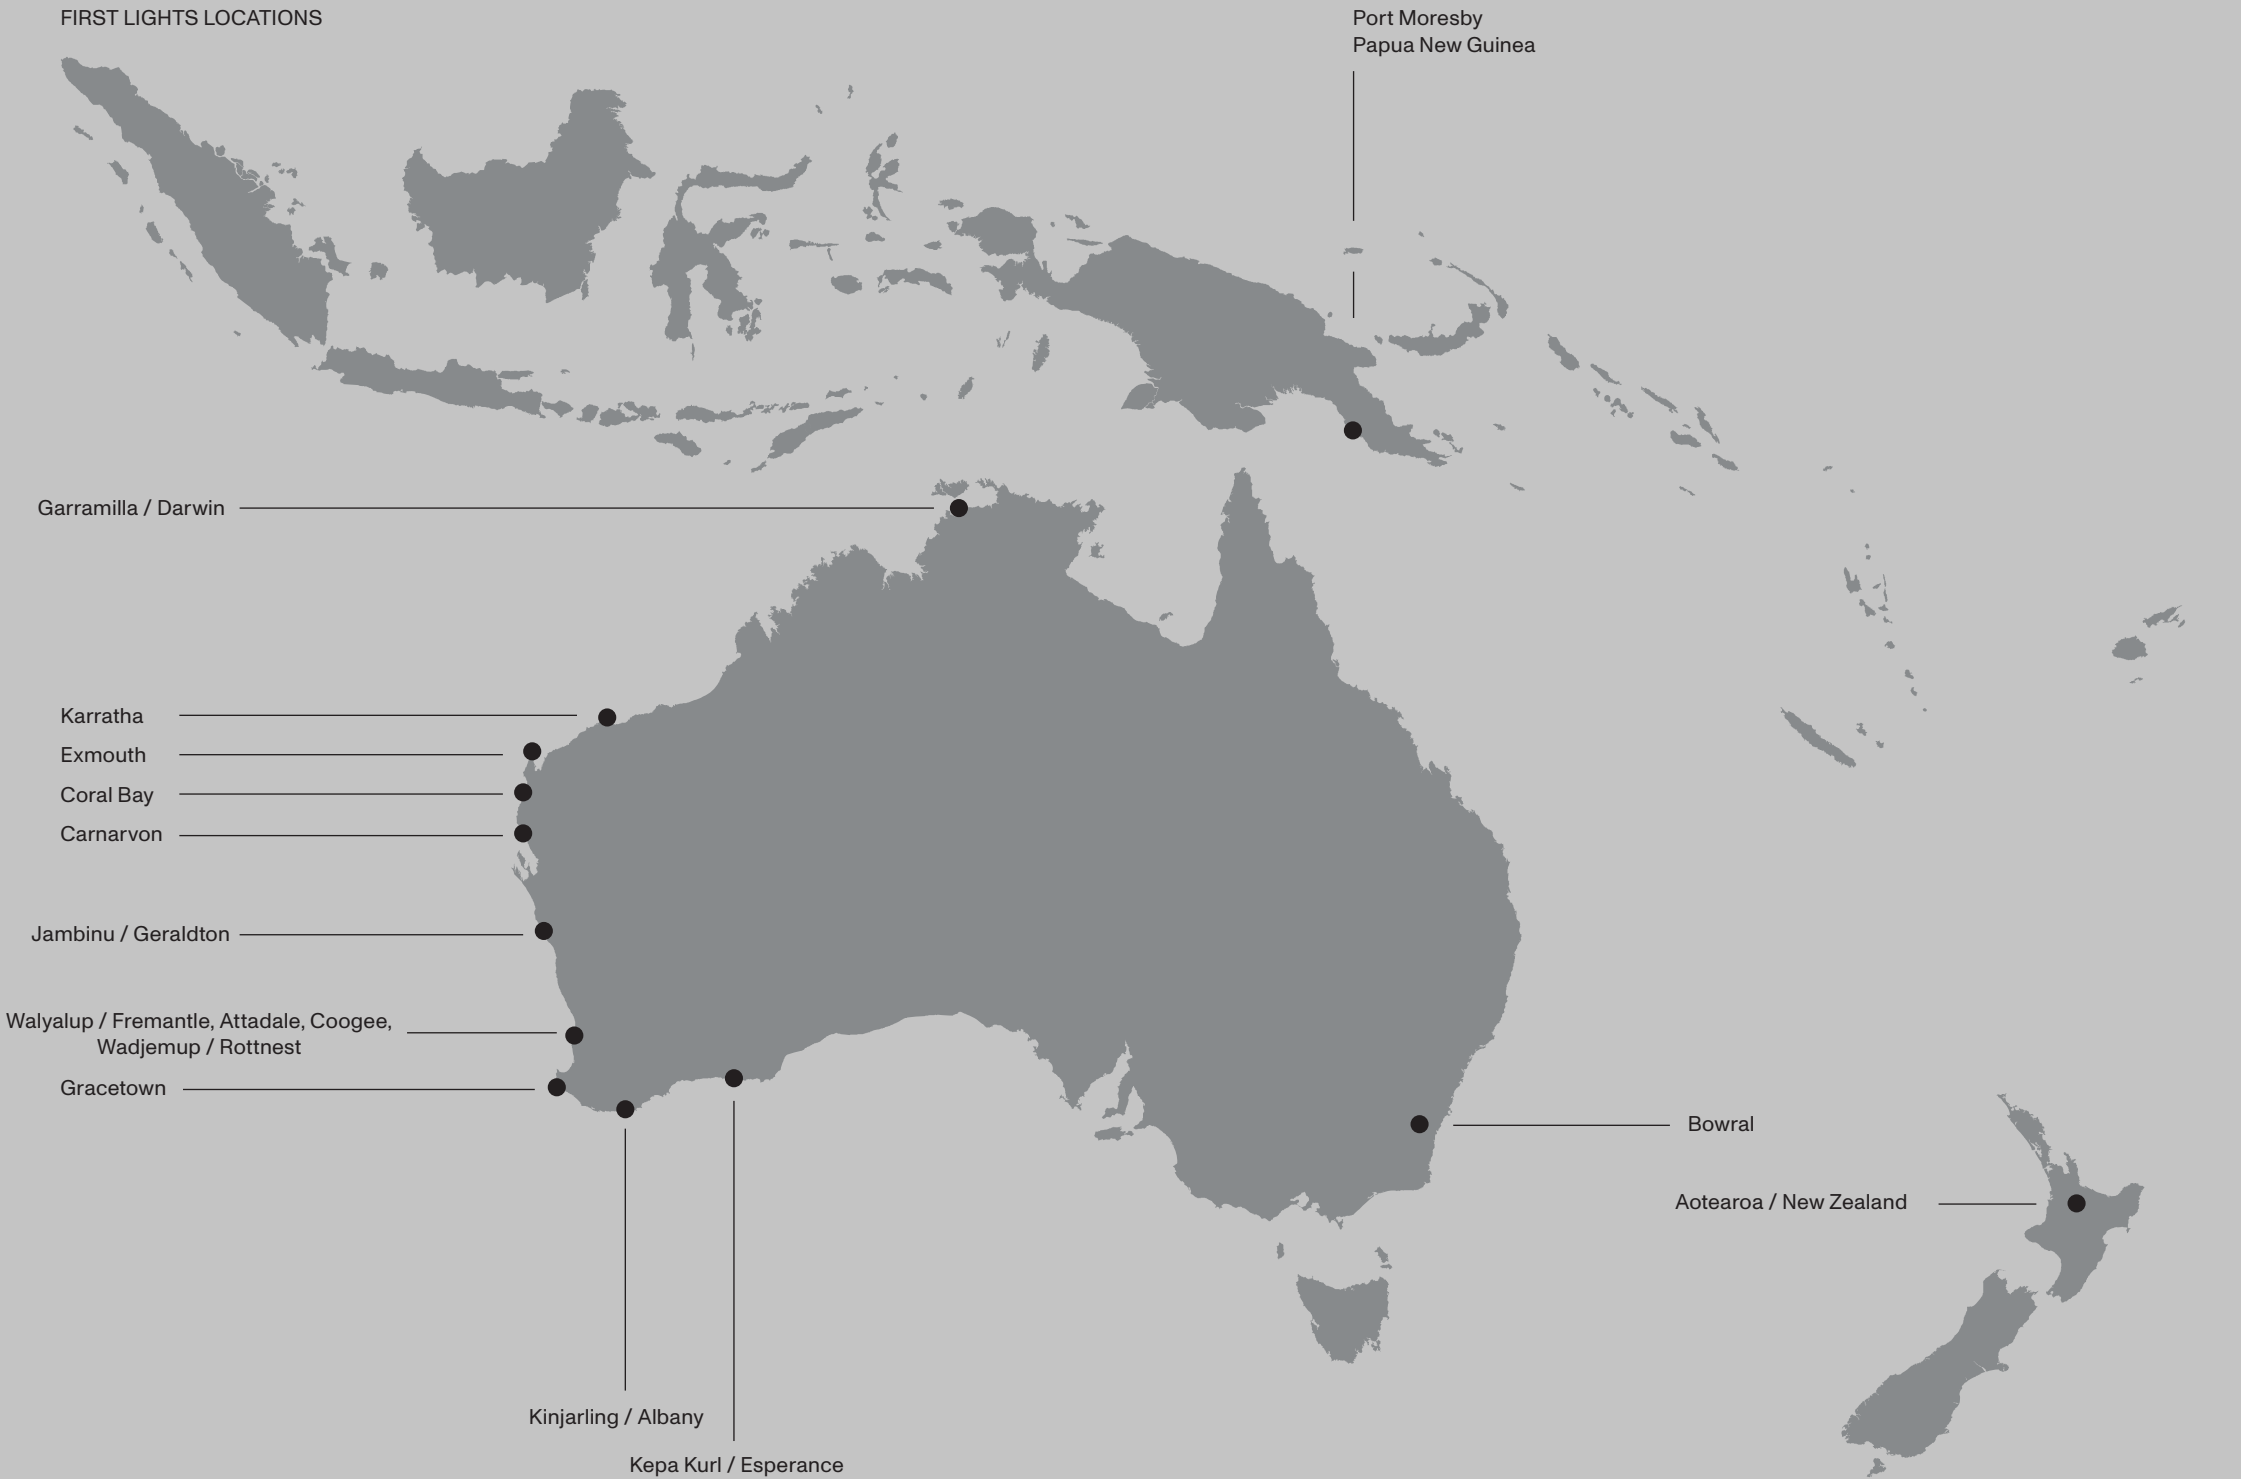 FIRST LIGHTS LOCATIONS
Port Moresby
Papua New Guinea
Garramilla / Darwin
Karratha
Exmouth
Coral Bay
Carnarvon
Jambinu / Geraldton
Walyalup / Fremantle, Attadale, Coogee,
Wadjemup / Rottnest
Gracetown
Bowral
Aotearoa / New Zealand
Kinjarling / Albany
Kepa Kurl / Esperance